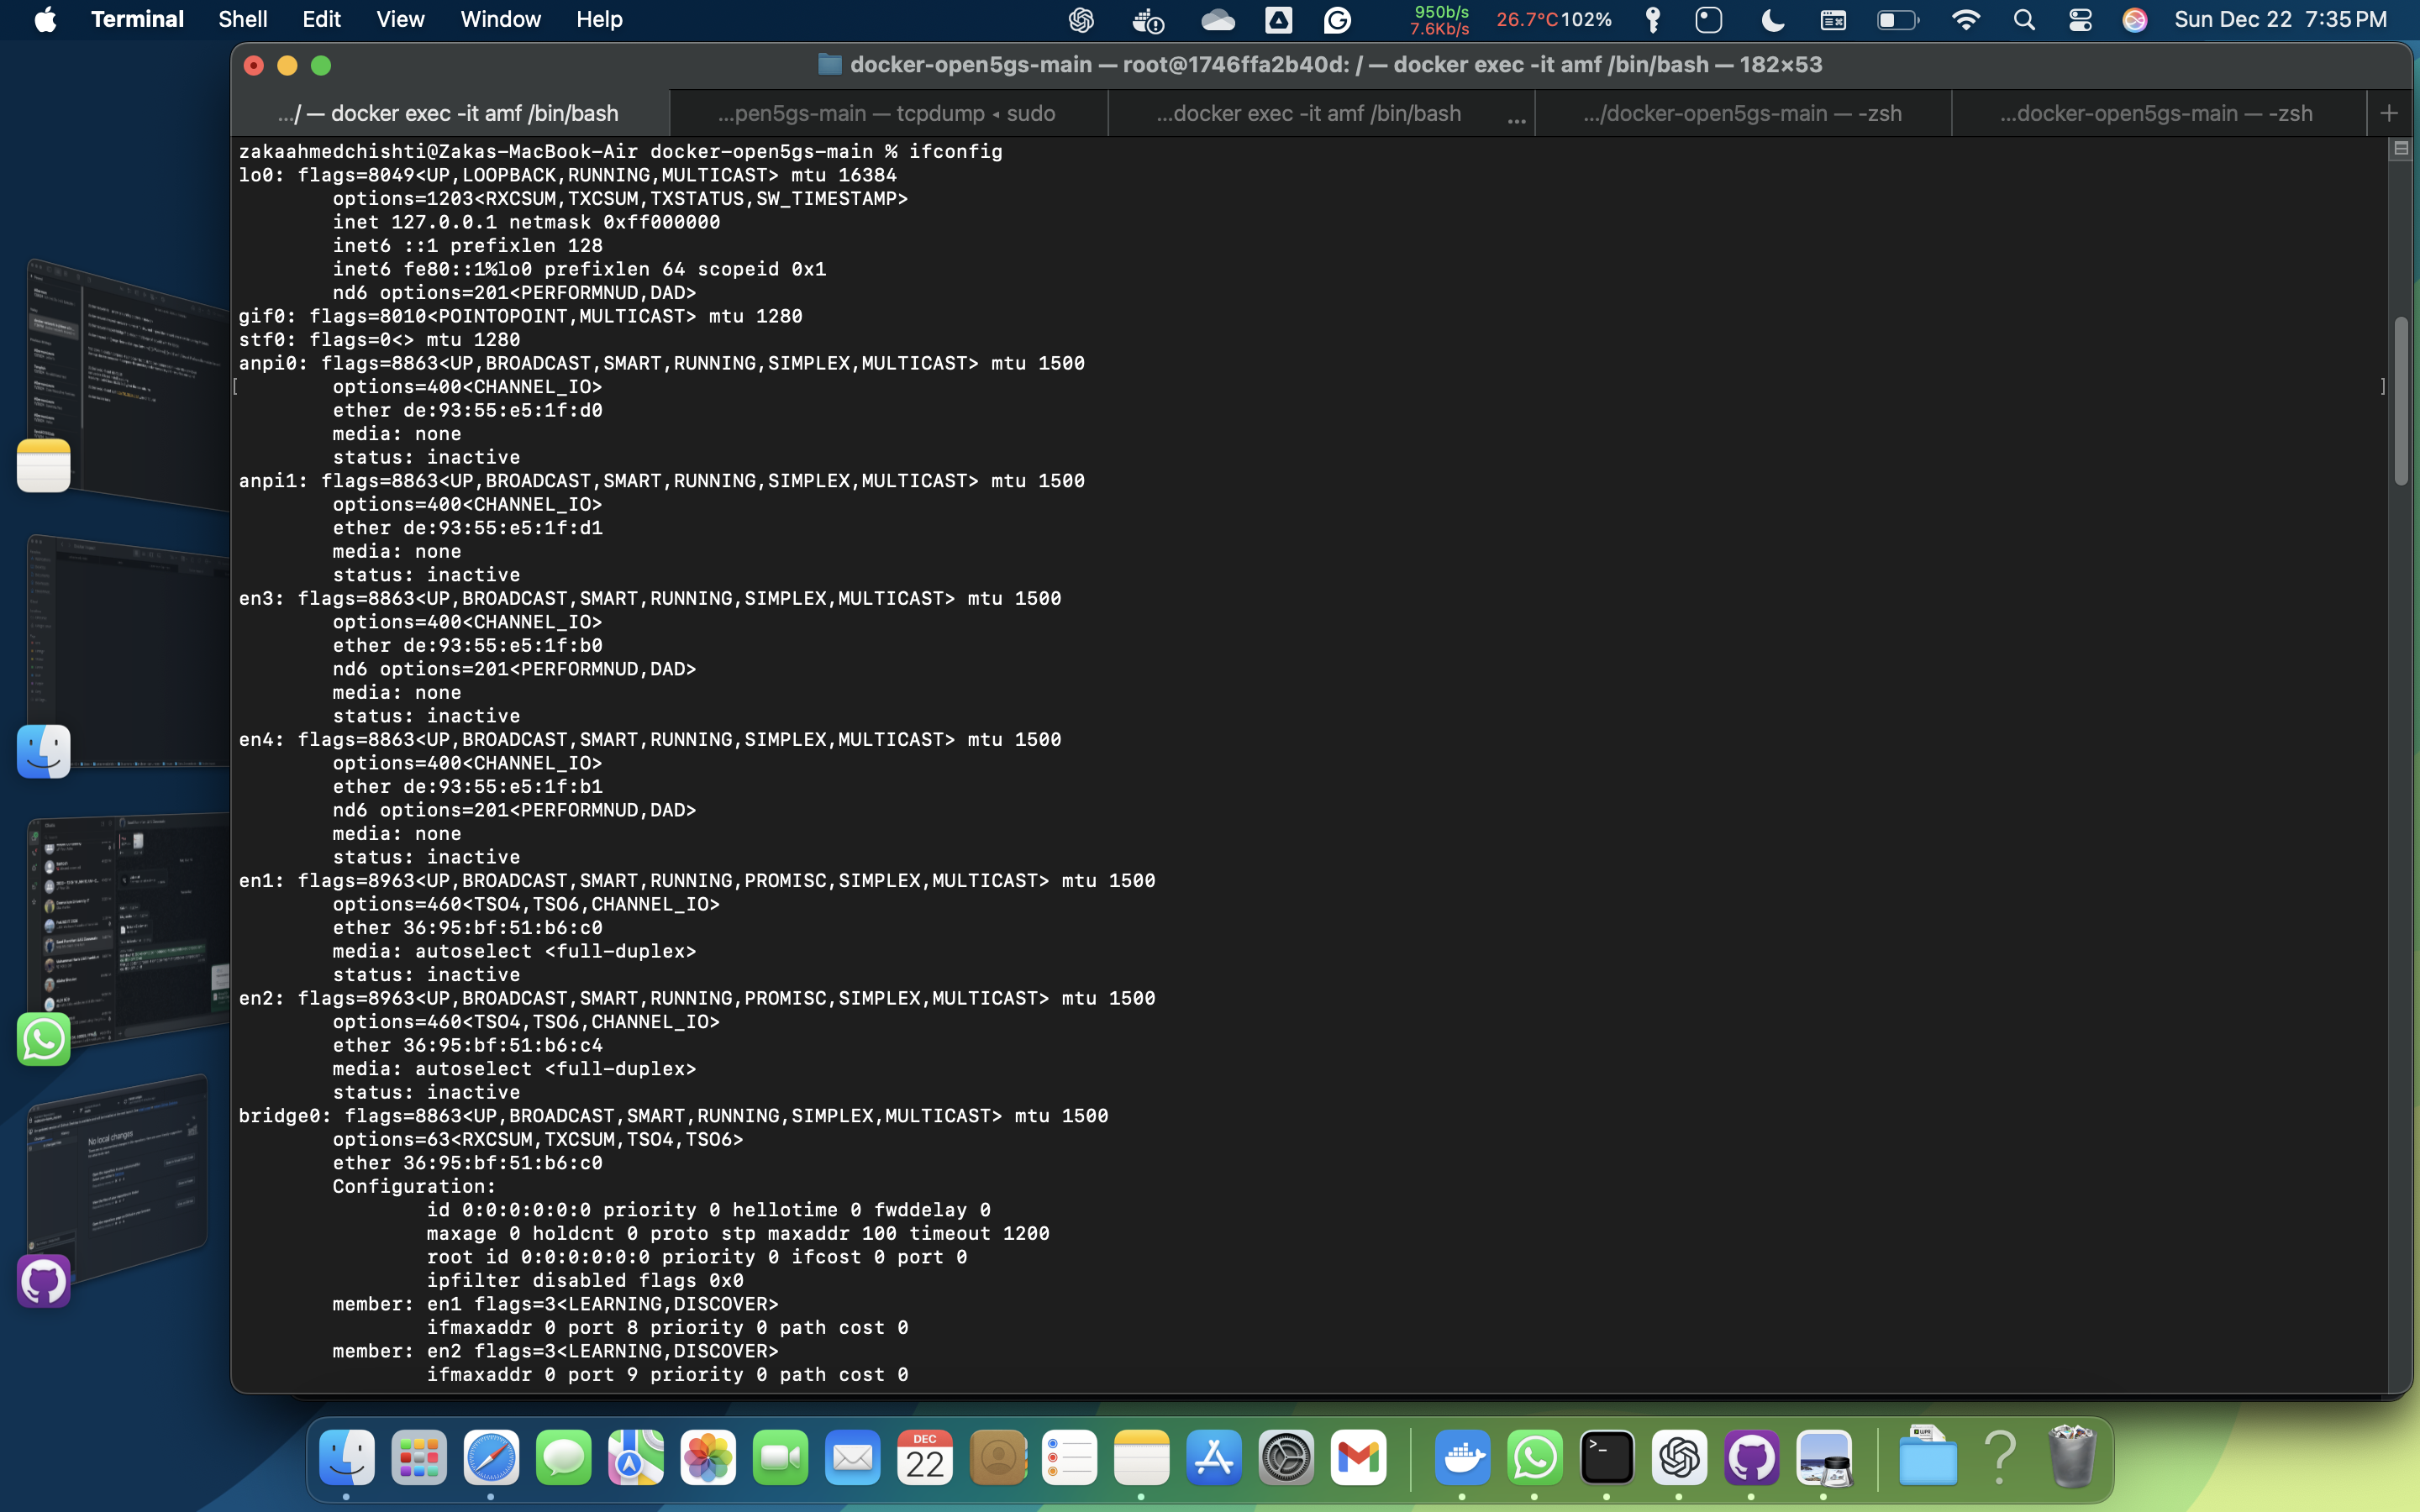 Terminal Shell Edit View Window Help 950b/s 7.6Kb/s 26.7°C 102% Sun Dec 22 7:35 PM
docker-open5gs-main — root@1746ffa2b40d: / — docker exec -it amf /bin/bash — 182×53
.../ — docker exec -it amf /bin/bash ...pen5gs-main — tcpdump ◂ sudo ...docker exec -it amf /bin/bash ... .../docker-open5gs-main — -zsh ...docker-open5gs-main — -zsh +
zakaahmedchishti@Zakas-MacBook-Air docker-open5gs-main % ifconfig
lo0: flags=8049<UP,LOOPBACK,RUNNING,MULTICAST> mtu 16384
options=1203<RXCSUM,TXCSUM,TXSTATUS,SW_TIMESTAMP>
inet 127.0.0.1 netmask 0xff000000
inet6 ::1 prefixlen 128
inet6 fe80::1%lo0 prefixlen 64 scopeid 0x1
nd6 options=201<PERFORMNUD,DAD>
gif0: flags=8010<POINTOPOINT,MULTICAST> mtu 1280
stf0: flags=0<> mtu 1280
anpi0: flags=8863<UP,BROADCAST,SMART,RUNNING,SIMPLEX,MULTICAST> mtu 1500
[ options=400<CHANNEL_IO> ]
ether de:93:55:e5:1f:d0
media: none
status: inactive
anpi1: flags=8863<UP,BROADCAST,SMART,RUNNING,SIMPLEX,MULTICAST> mtu 1500
options=400<CHANNEL_IO>
ether de:93:55:e5:1f:d1
media: none
status: inactive
en3: flags=8863<UP,BROADCAST,SMART,RUNNING,SIMPLEX,MULTICAST> mtu 1500
options=400<CHANNEL_IO>
ether de:93:55:e5:1f:b0
nd6 options=201<PERFORMNUD,DAD>
media: none
status: inactive
en4: flags=8863<UP,BROADCAST,SMART,RUNNING,SIMPLEX,MULTICAST> mtu 1500
options=400<CHANNEL_IO>
ether de:93:55:e5:1f:b1
nd6 options=201<PERFORMNUD,DAD>
media: none
status: inactive
en1: flags=8963<UP,BROADCAST,SMART,RUNNING,PROMISC,SIMPLEX,MULTICAST> mtu 1500
options=460<TSO4,TSO6,CHANNEL_IO>
ether 36:95:bf:51:b6:c0
media: autoselect <full-duplex>
status: inactive
en2: flags=8963<UP,BROADCAST,SMART,RUNNING,PROMISC,SIMPLEX,MULTICAST> mtu 1500
options=460<TSO4,TSO6,CHANNEL_IO>
ether 36:95:bf:51:b6:c4
media: autoselect <full-duplex>
status: inactive
bridge0: flags=8863<UP,BROADCAST,SMART,RUNNING,SIMPLEX,MULTICAST> mtu 1500
options=63<RXCSUM,TXCSUM,TSO4,TSO6>
ether 36:95:bf:51:b6:c0
Configuration:
id 0:0:0:0:0:0 priority 0 hellotime 0 fwddelay 0
maxage 0 holdcnt 0 proto stp maxaddr 100 timeout 1200
root id 0:0:0:0:0:0 priority 0 ifcost 0 port 0
ipfilter disabled flags 0x0
member: en1 flags=3<LEARNING,DISCOVER>
ifmaxaddr 0 port 8 priority 0 path cost 0
member: en2 flags=3<LEARNING,DISCOVER>
ifmaxaddr 0 port 9 priority 0 path cost 0
No local changes
DEC
22